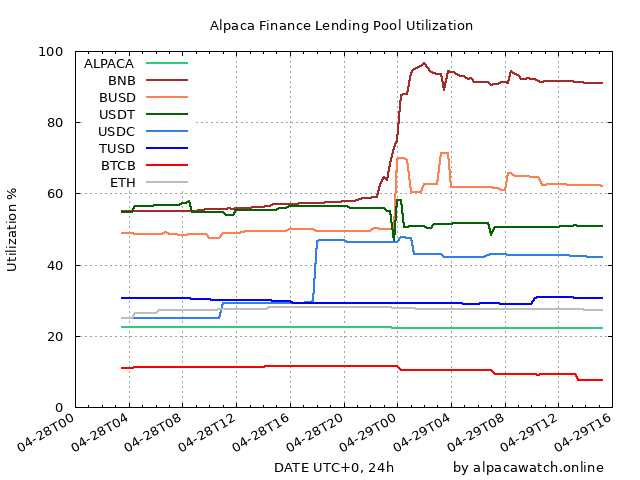 Alpaca Finance Lending Pool Utilization
100
80
60
40
20
0
Utilization %
ALPACA
BNB
BUSD
USDT
USDC
TUSD
BTCB
ETH
04-28T00
04-28T04
04-28T08
04-28T12
04-28T16
04-28T20
04-29T00
04-29T04
04-29T08
04-29T12
04-29T16
DATE UTC+0, 24h
by alpacawatch.online